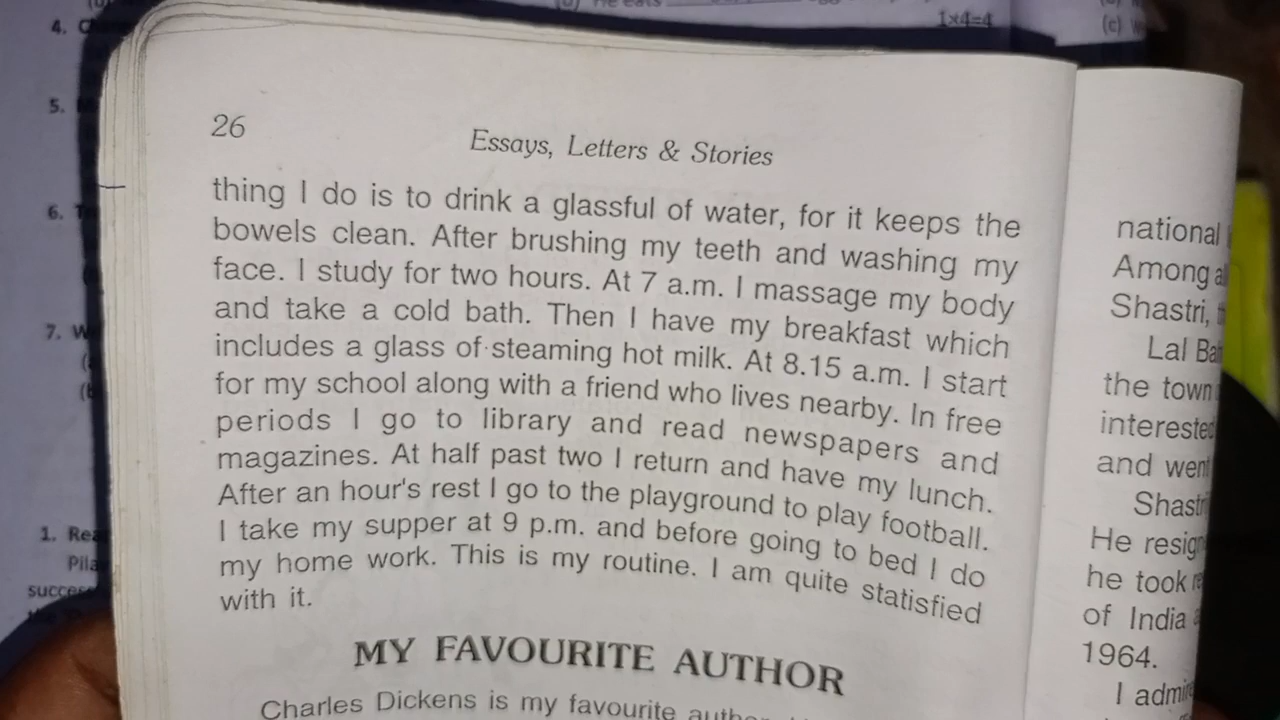 1×4=4
4.
5.
6.
7.
1.
26
Essays, Letters & Stories
thing I do is to drink a glassful of water, for it keeps the
bowels clean. After brushing my teeth and washing my
face. I study for two hours. At 7 a.m. I massage my body
and take a cold bath. Then I have my breakfast which
includes a glass of steaming hot milk. At 8.15 a.m. I start
for my school along with a friend who lives nearby. In free
periods I go to library and read newspapers and
magazines. At half past two I return and have my lunch.
After an hour's rest I go to the playground to play football.
I take my supper at 9 p.m. and before going to bed I do
my home work. This is my routine. I am quite statisfied
with it.
MY FAVOURITE AUTHOR
Charles Dickens is my favourite
national
Among
Shastri,
Lal
the town
interested
and went
He
he took
of India
1964.
I